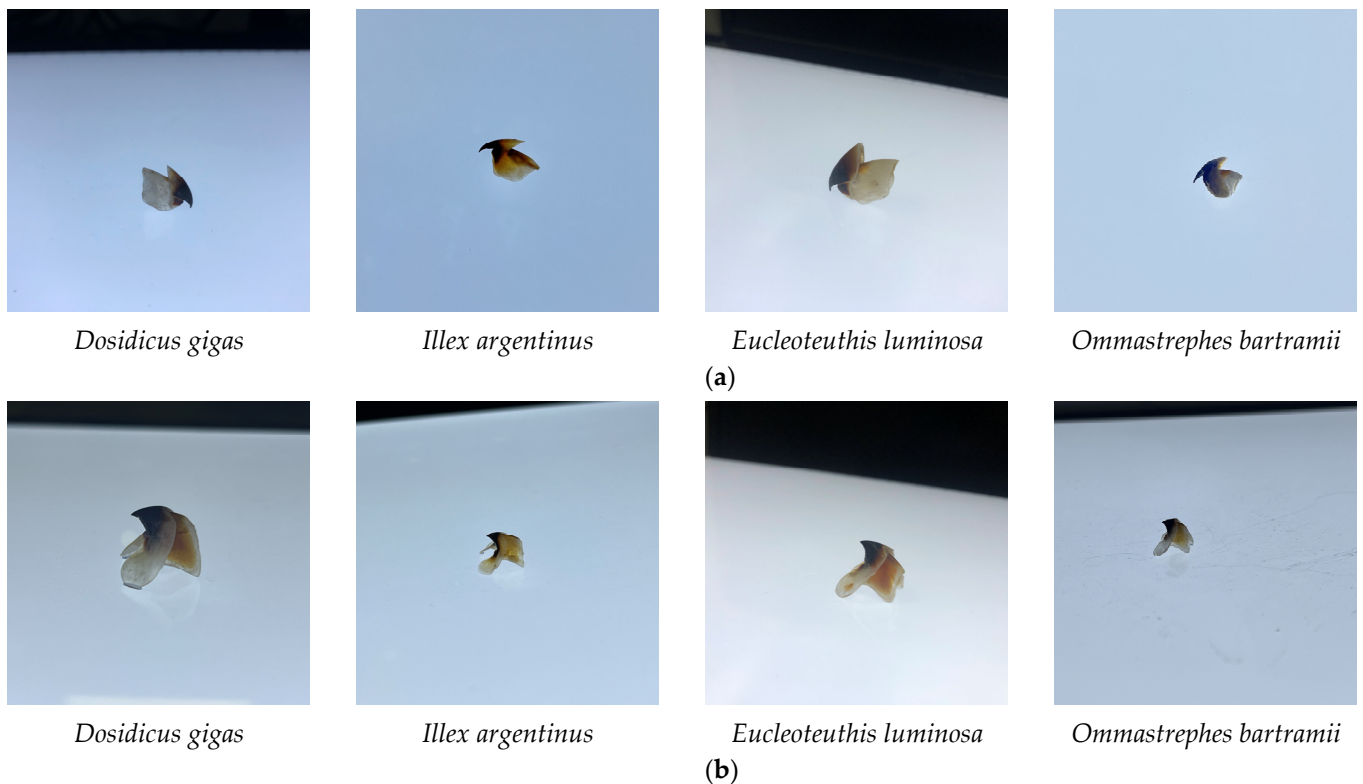 Dosidicus gigas
Illex argentinus
Eucleoteuthis luminosa
Ommastrephes bartramii
(a)
Dosidicus gigas
Illex argentinus
Eucleoteuthis luminosa
Ommastrephes bartramii
(b)